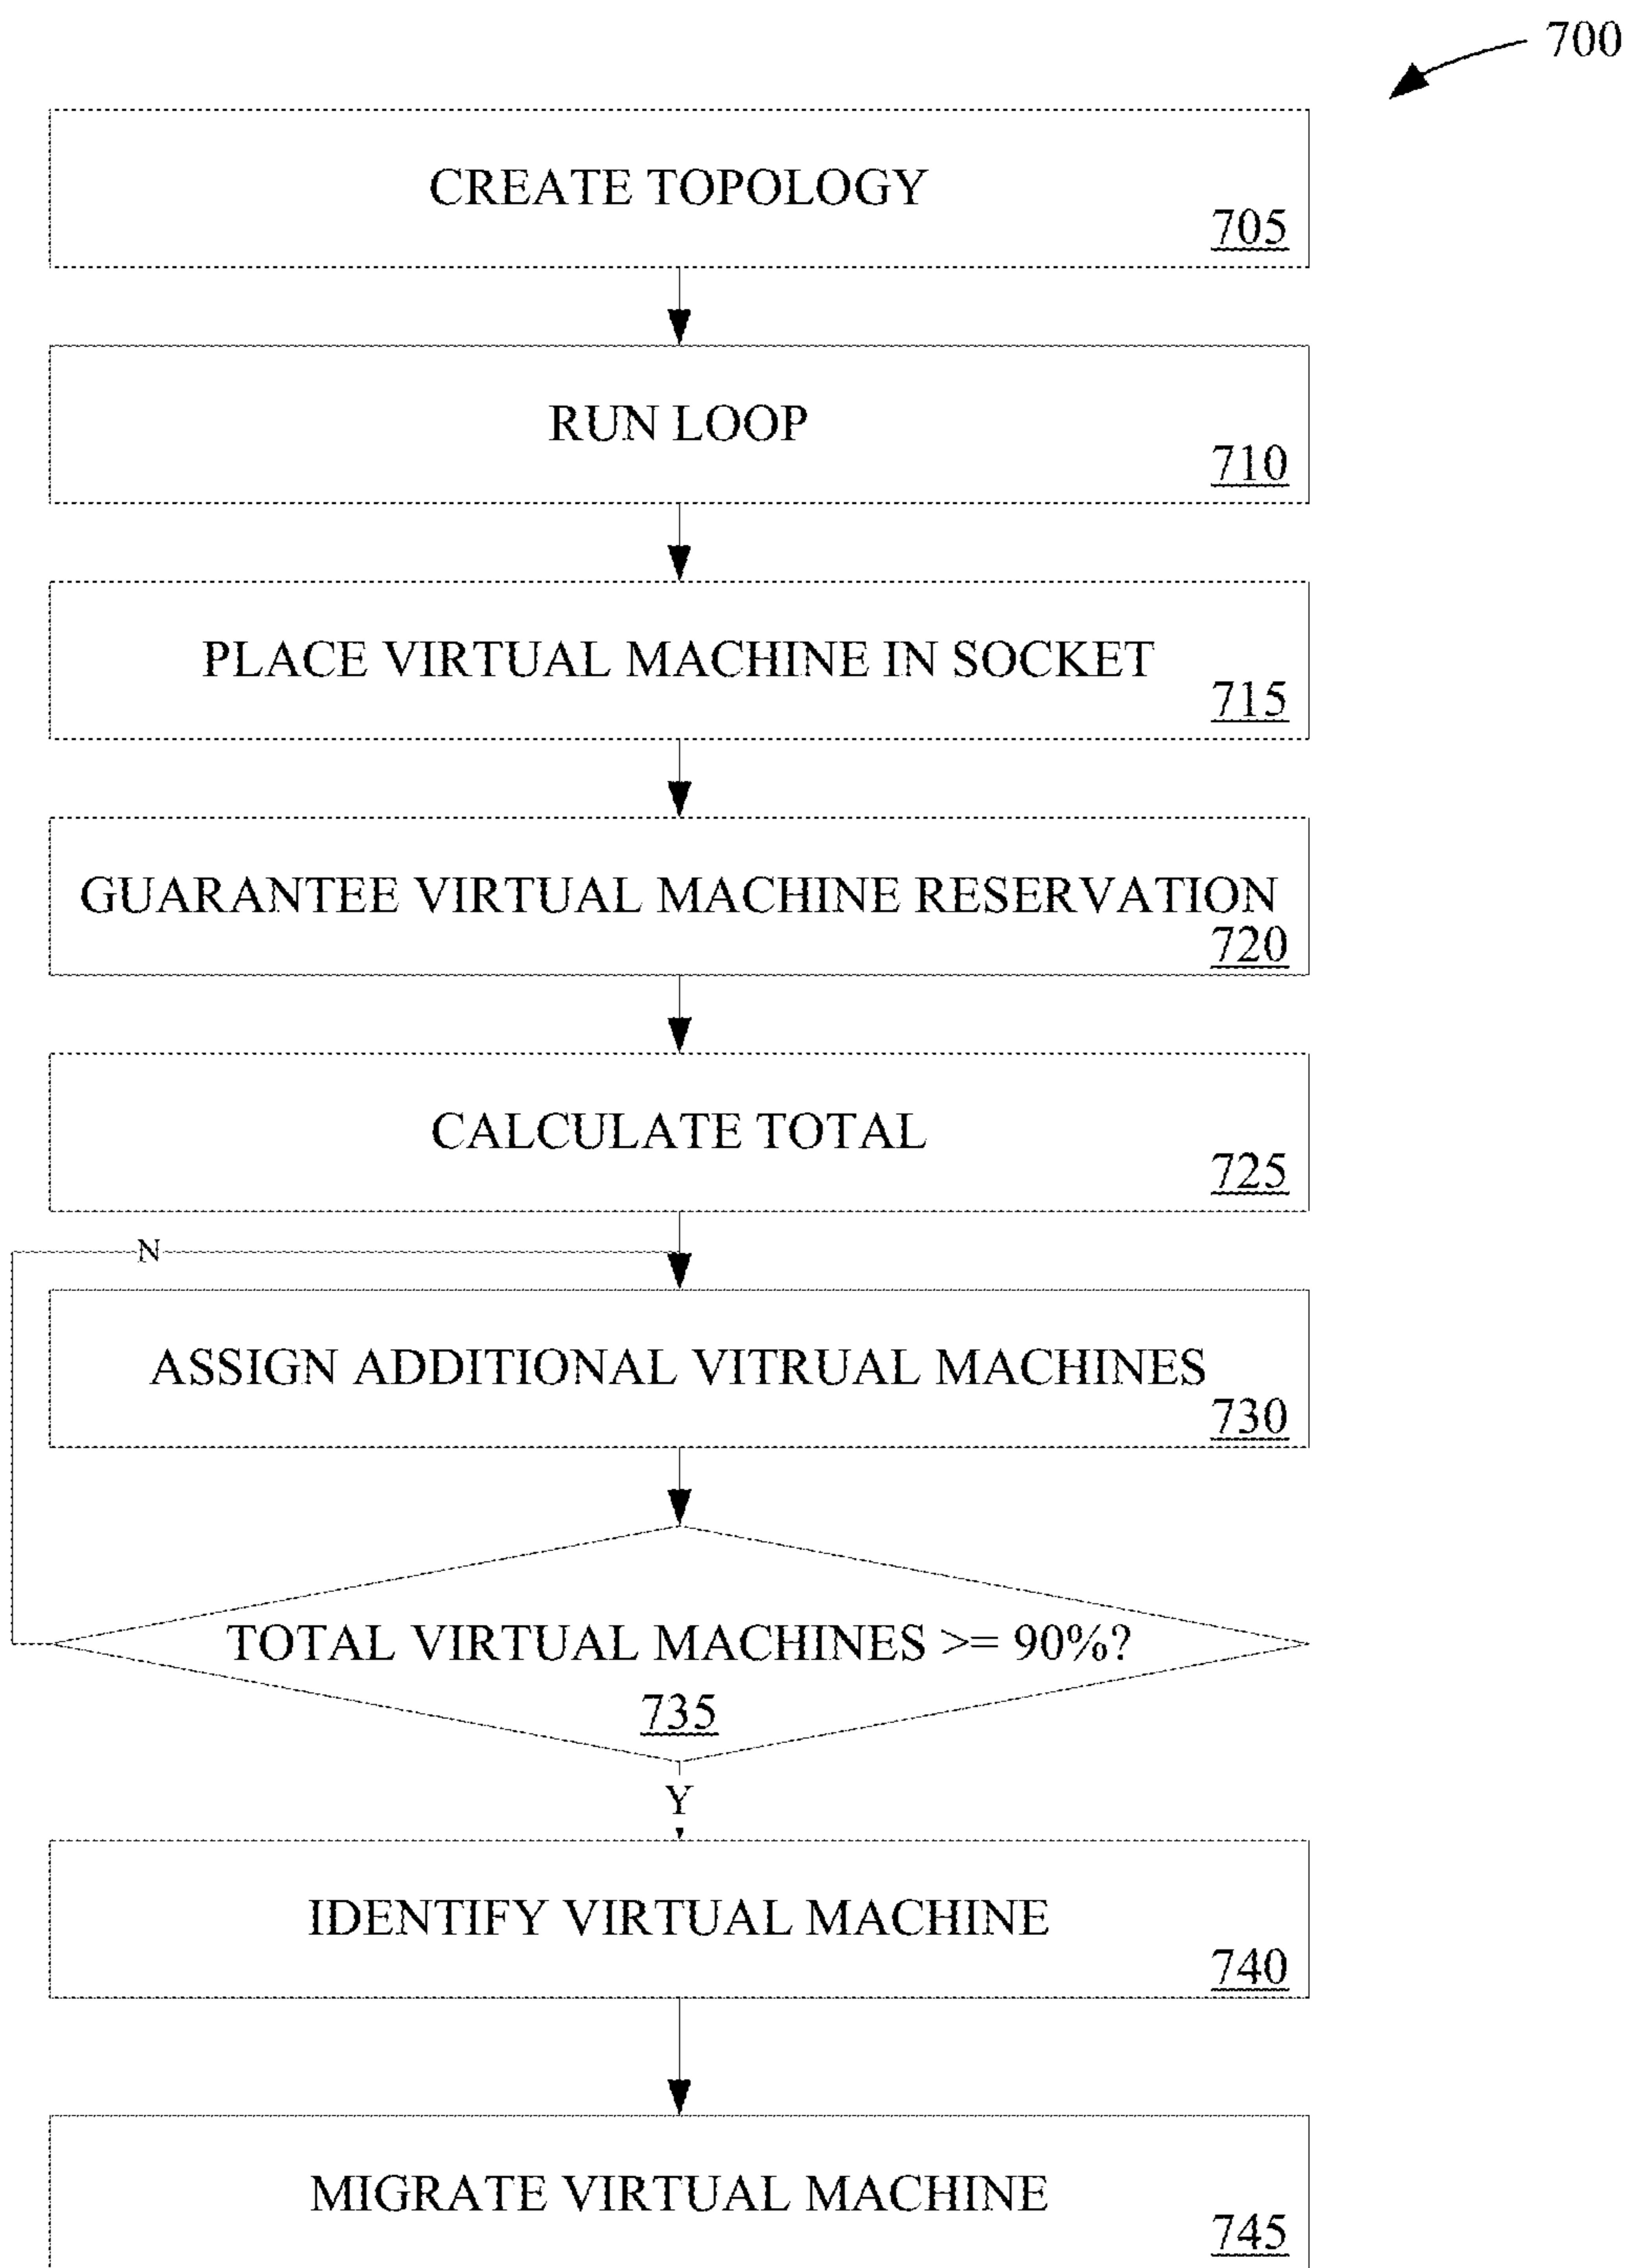 700
CREATE TOPOLOGY
705
RUN LOOP
710
PLACE VIRTUAL MACHINE IN SOCKET
715
GUARANTEE VIRTUAL MACHINE RESERVATION
720
CALCULATE TOTAL
725
N
ASSIGN ADDITIONAL VITRUAL MACHINES
730
TOTAL VIRTUAL MACHINES >= 90%?
735
Y
IDENTIFY VIRTUAL MACHINE
740
MIGRATE VIRTUAL MACHINE
745